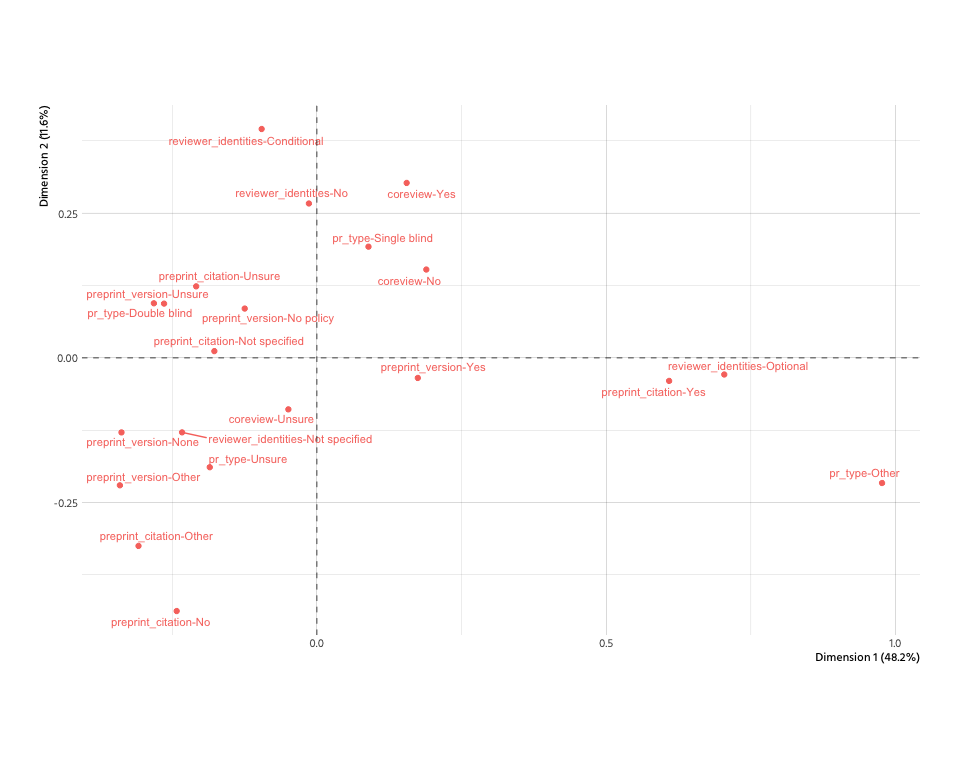 Dimension 2 (11.6%)
reviewer_identities-Conditional
reviewer_identities-No
coreview-Yes
0.25
pr_type-Single blind
preprint_citation-Unsure
coreview-No
preprint_version-Unsure
pr_type-Double blind
preprint_version-No policy
preprint_citation-Not specified
0.00
preprint_version-Yes
reviewer_identities-Optional
preprint_citation-Yes
coreview-Unsure
preprint_version-None
reviewer_identities-Not specified
pr_type-Unsure
preprint_version-Other
pr_type-Other
-0.25
preprint_citation-Other
preprint_citation-No
0.0
0.5
1.0
Dimension 1 (48.2%)